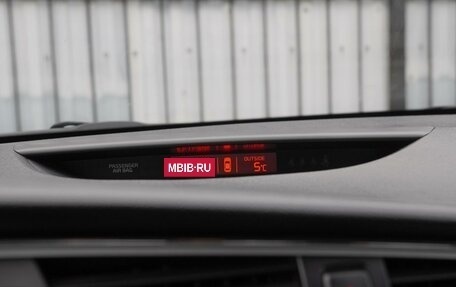 PASSENGER
AIR BAG
MBIB-RU
OUTSIDE
5°C